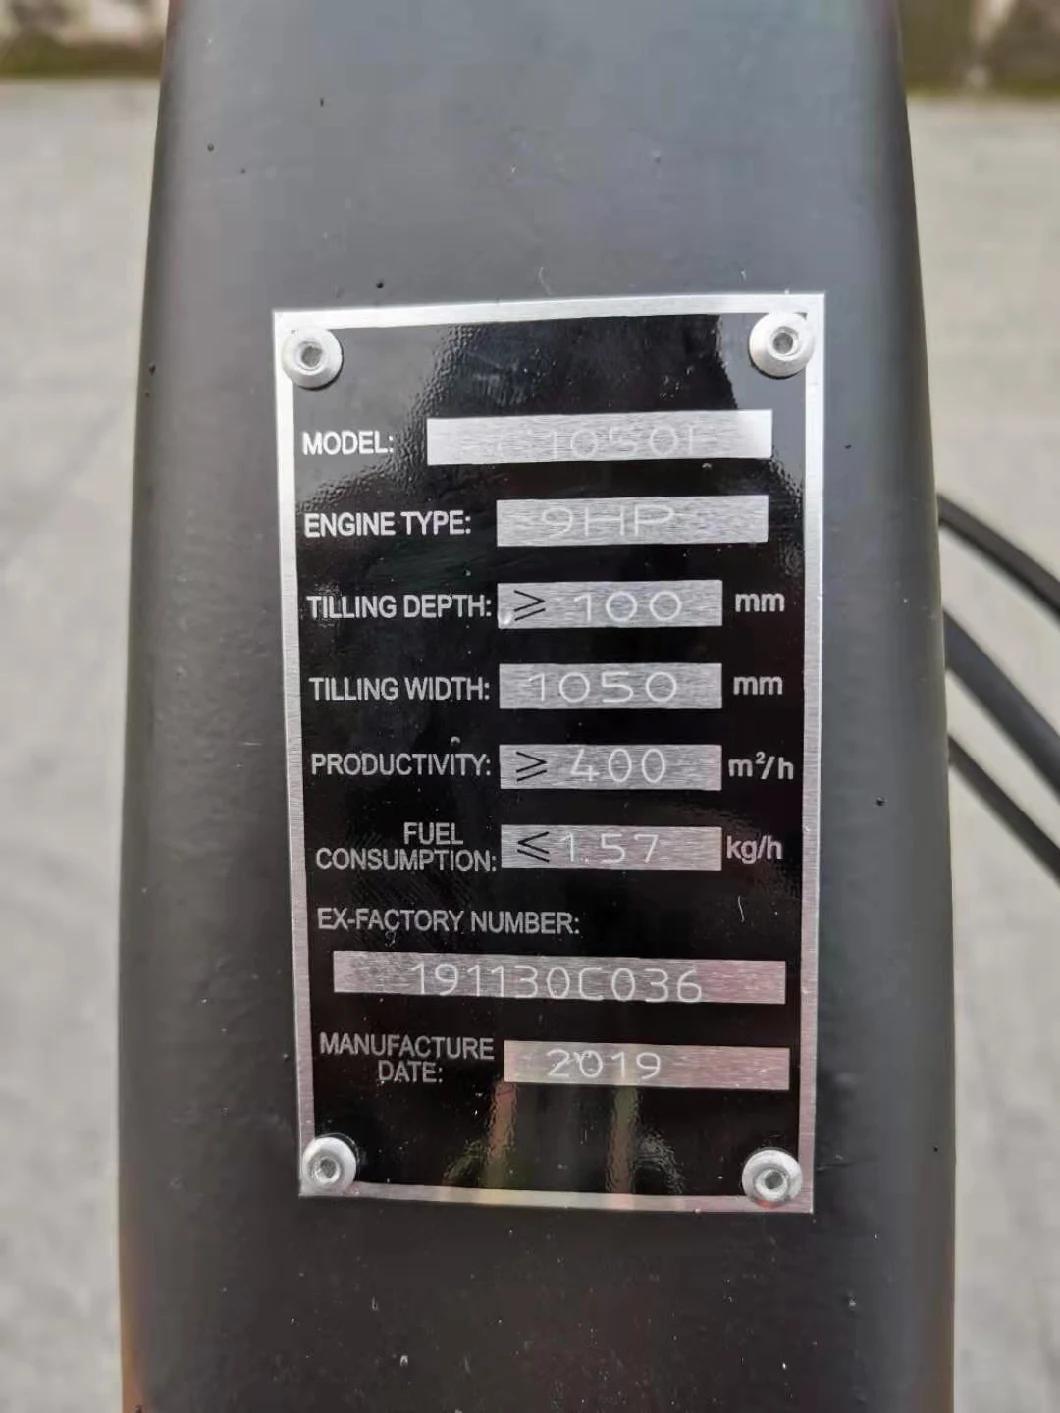 MODEL:
ENGINE TYPE: 9HP
TILLING DEPTH: ≥ 100 mm
TILLING WIDTH: 1050 mm
PRODUCTIVITY: ≥ 400 m²/h
FUEL
CONSUMPTION: ≤ 1.57 kg/h
EX-FACTORY NUMBER:
191130C036
MANUFACTURE
DATE: 2019